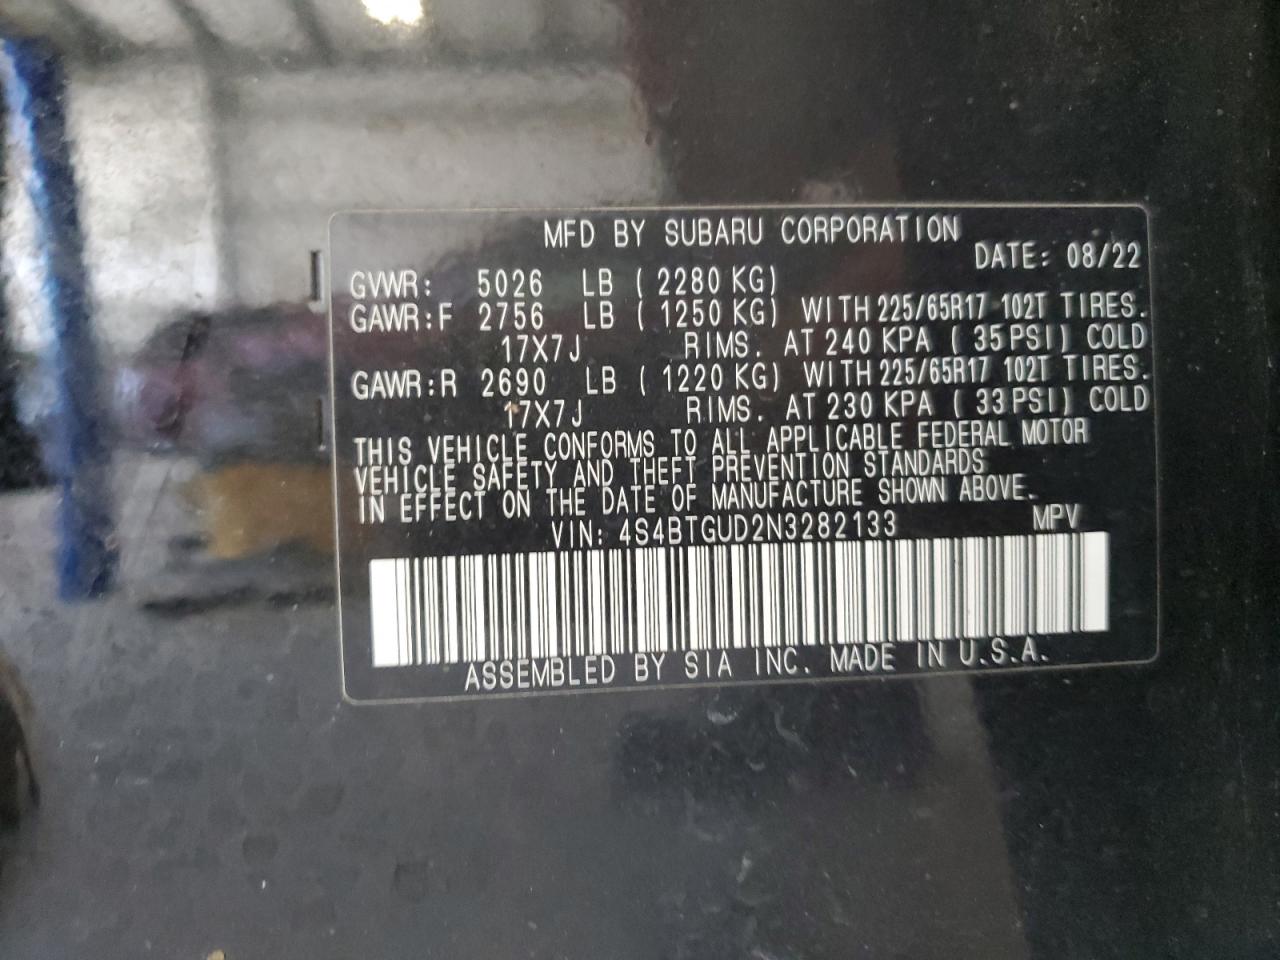 MFD BY SUBARU CORPORATION
DATE: 08/22
GVWR: 5026 LB ( 2280 KG)
GAWR:F 2756 LB ( 1250 KG) WITH 225/65R17 102T TIRES.
17X7J RIMS. AT 240 KPA ( 35 PSI) COLD
GAWR:R 2690 LB ( 1220 KG) WITH 225/65R17 102T TIRES.
17X7J RIMS. AT 230 KPA ( 33 PSI) COLD
THIS VEHICLE CONFORMS TO ALL APPLICABLE FEDERAL MOTOR
VEHICLE SAFETY AND THEFT PREVENTION STANDARDS
IN EFFECT ON THE DATE OF MANUFACTURE SHOWN ABOVE.
VIN: 4S4BTGUD2N3282133 MPV
ASSEMBLED BY SIA INC. MADE IN U.S.A.